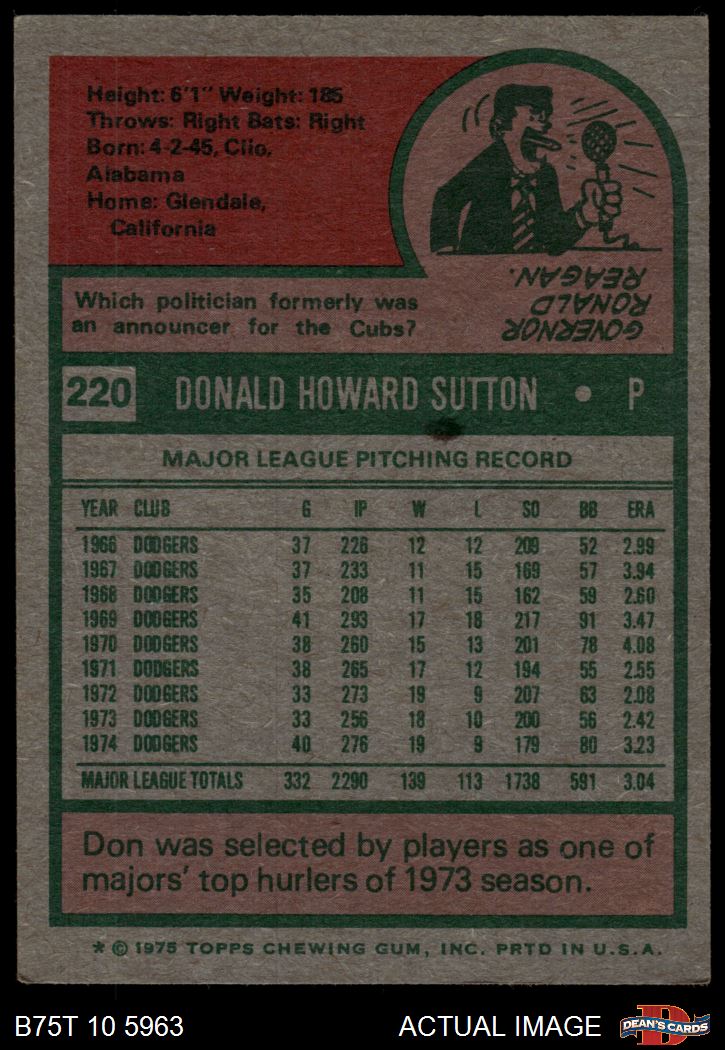 Height: 6'1" Weight: 185
Throws: Right Bats: Right
Born: 4-2-45, Clio,
Alabama
Home: Glendale,
California
Which politician formerly was
an announcer for the Cubs?
GOVERNOR
RONALD
REAGAN.
220 DONALD HOWARD SUTTON • P
MAJOR LEAGUE PITCHING RECORD
YEAR CLUB G IP W L SO BB ERA
1966 DODGERS 37 226 12 12 209 52 2.99
1967 DODGERS 37 233 11 15 169 57 3.94
1968 DODGERS 35 208 11 15 162 59 2.60
1969 DODGERS 41 293 17 18 217 91 3.47
1970 DODGERS 38 260 15 13 201 78 4.08
1971 DODGERS 38 265 17 12 194 55 2.55
1972 DODGERS 33 273 19 9 207 63 2.08
1973 DODGERS 33 256 18 10 200 56 2.42
1974 DODGERS 40 276 19 9 179 80 3.23
MAJOR LEAGUE TOTALS 332 2290 139 113 1738 591 3.04
Don was selected by players as one of
majors' top hurlers of 1973 season.
* © 1975 TOPPS CHEWING GUM, INC. PRTD IN U.S.A.
B75T 10 5963 ACTUAL IMAGE D DEAN'S CARDS